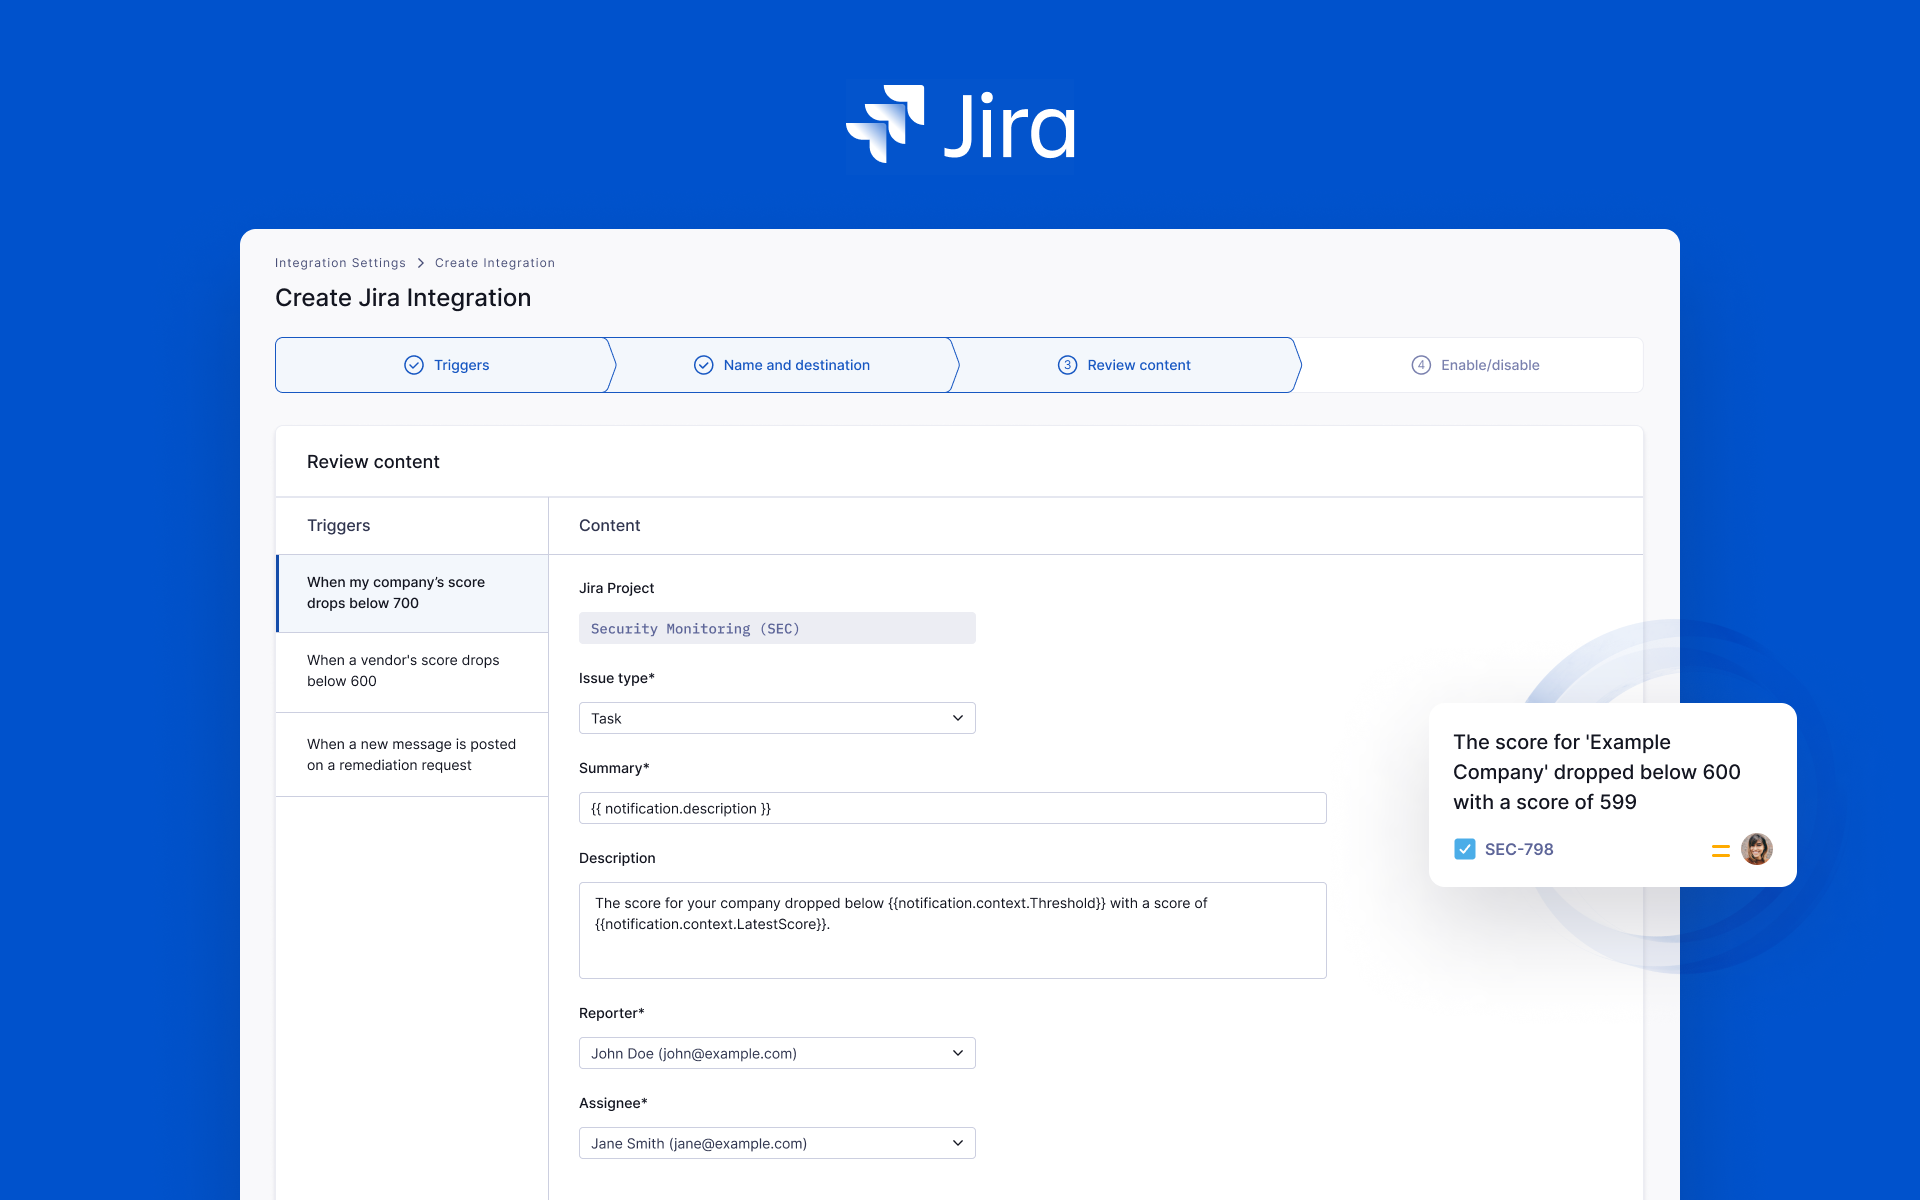 Jira
Integration Settings > Create Integration
Create Jira Integration
Triggers
Name and destination
3 Review content
4 Enable/disable
Review content
Triggers
Content
When my company’s score
drops below 700
When a vendor's score drops
below 600
When a new message is posted
on a remediation request
Jira Project
Security Monitoring (SEC)
Issue type*
Task
Summary*
{{ notification.description }}
Description
The score for your company dropped below {{notification.context.Threshold}} with a score of
{{notification.context.LatestScore}}.
Reporter*
John Doe (john@example.com)
Assignee*
Jane Smith (jane@example.com)
The score for 'Example
Company' dropped below 600
with a score of 599
SEC-798